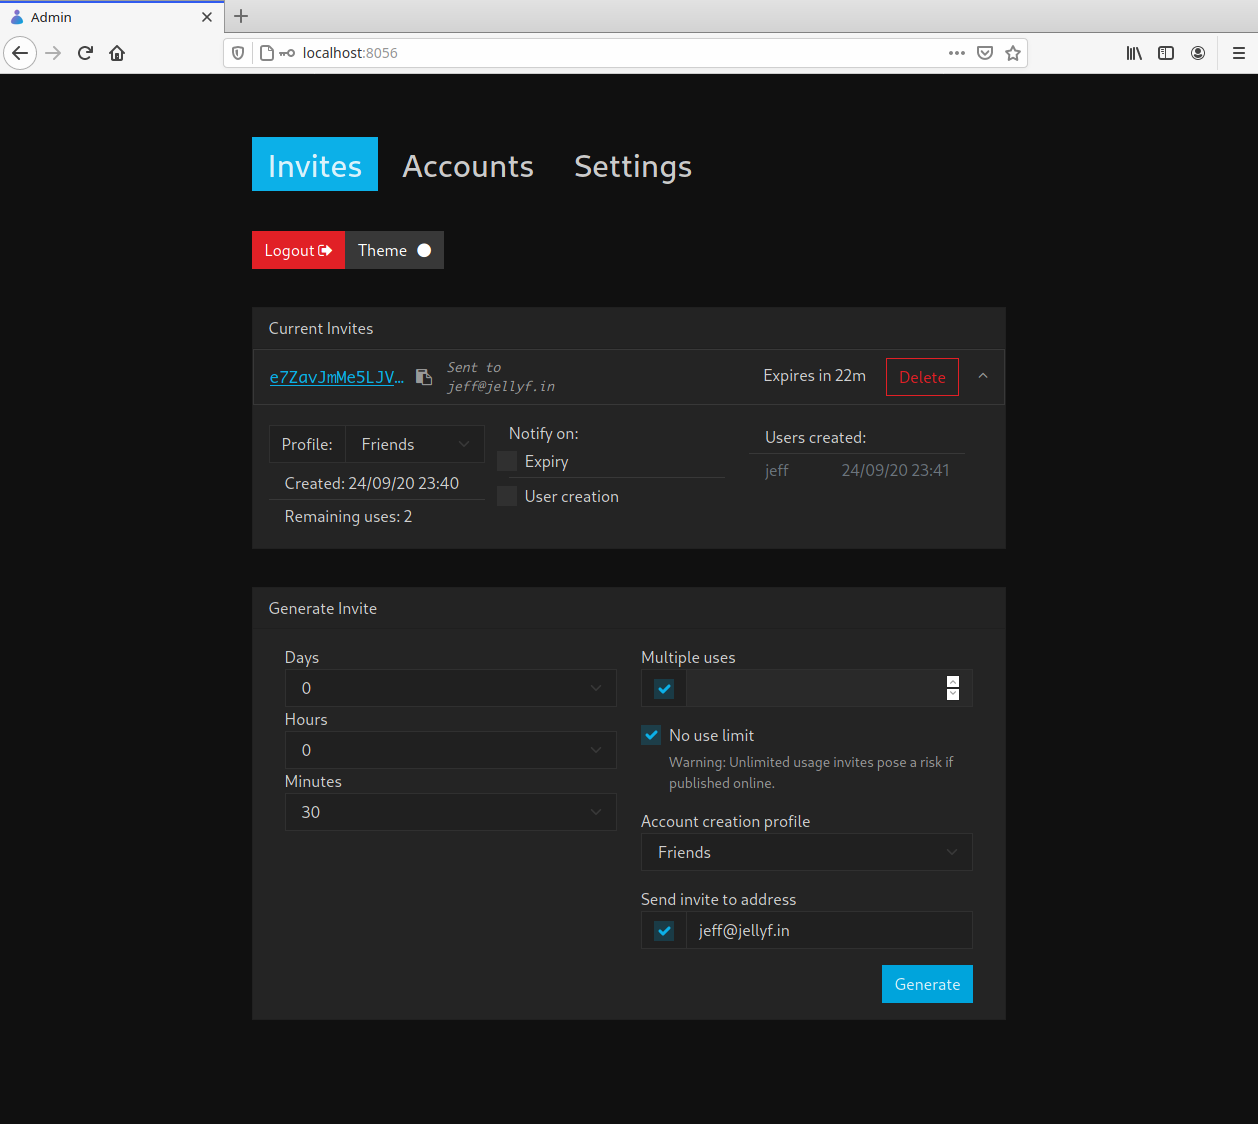 Admin
localhost:8056
Invites Accounts Settings
Logout Theme
Current Invites
e7ZavJmMe5LJV… Sent to jeff@jellyf.in Expires in 22m Delete
Profile: Friends
Created: 24/09/20 23:40
Remaining uses: 2
Notify on:
Expiry
User creation
Users created:
jeff 24/09/20 23:41
Generate Invite
Days
0
Hours
0
Minutes
30
Multiple uses
No use limit
Warning: Unlimited usage invites pose a risk if
published online.
Account creation profile
Friends
Send invite to address
jeff@jellyf.in
Generate